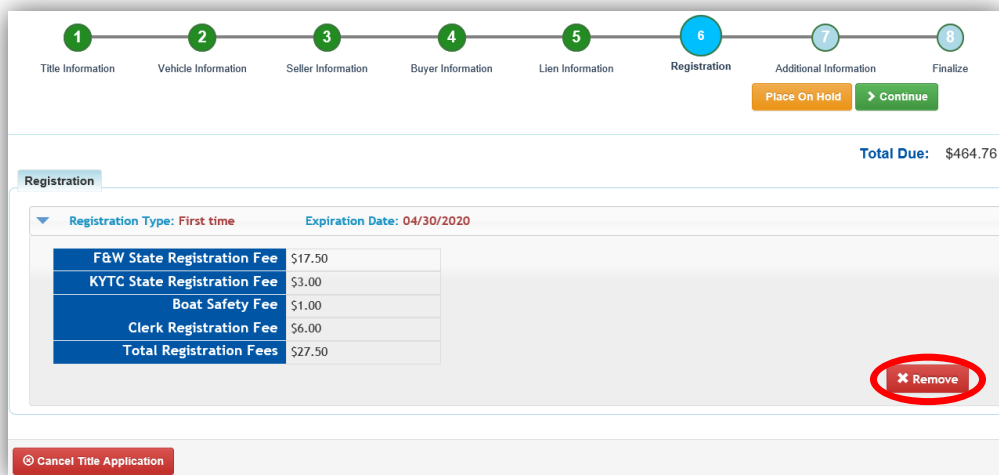 1 2 3 4 5 6 7 8
Title Information Vehicle Information Seller Information Buyer Information Lien Information Registration Additional Information Finalize
Place On Hold Continue
Total Due: $464.76
Registration
Registration Type: First time Expiration Date: 04/30/2020
F&W State Registration Fee $17.50
KYTC State Registration Fee $3.00
Boat Safety Fee $1.00
Clerk Registration Fee $6.00
Total Registration Fees $27.50
Remove
Cancel Title Application